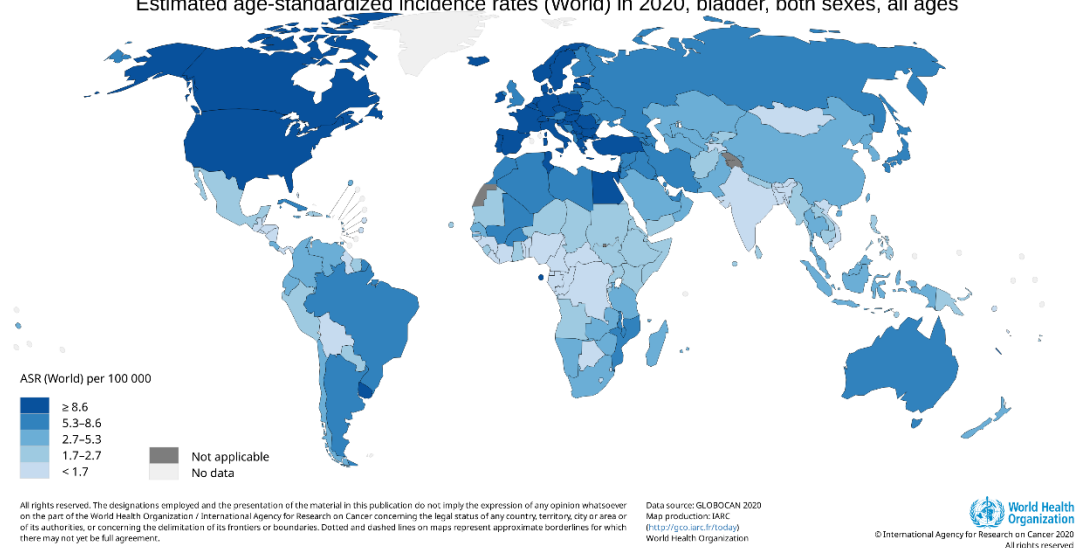 Estimated age-standardized incidence rates (World) in 2020, bladder, both sexes, all ages
ASR (World) per 100 000
≥ 8.6
5.3–8.6
2.7–5.3
1.7–2.7
< 1.7
Not applicable
No data
All rights reserved. The designations employed and the presentation of the material in this publication do not imply the expression of any opinion whatsoever
on the part of the World Health Organization / International Agency for Research on Cancer concerning the legal status of any country, territory, city or area or
of its authorities, or concerning the delimitation of its frontiers or boundaries. Dotted and dashed lines on maps represent approximate borderlines for which
there may not yet be full agreement.
Data source: GLOBOCAN 2020
Map production: IARC
(http://gco.iarc.fr/today)
World Health Organization
World Health
Organization
© International Agency for Research on Cancer 2020
All rights reserved